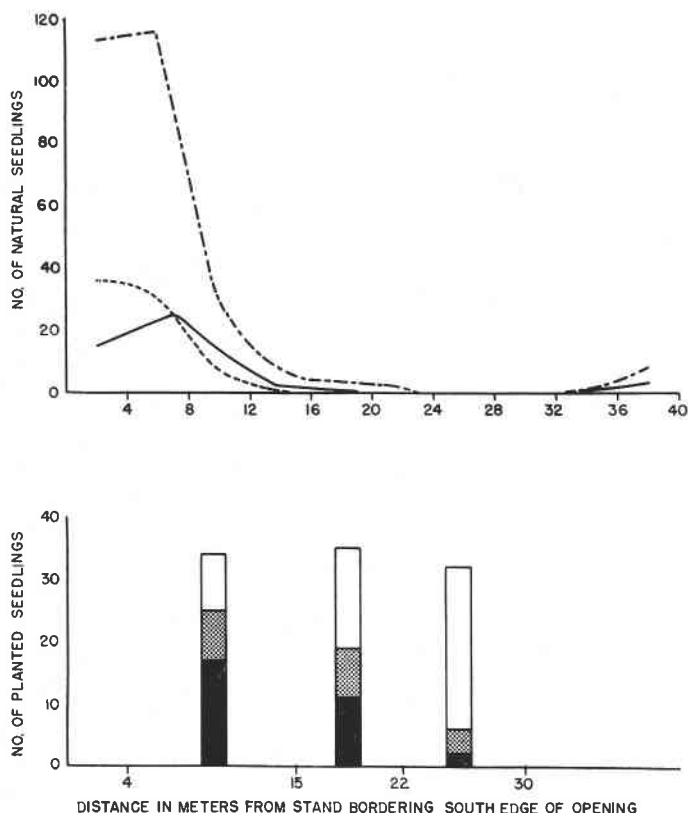 120
100
80
60
40
20
0
NO. OF NATURAL SEEDLINGS
4 8 12 16 20 24 28 32 36 40
40
30
20
10
0
NO. OF PLANTED SEEDLINGS
4 15 22 30
DISTANCE IN METERS FROM STAND BORDERING SOUTH EDGE OF OPENING